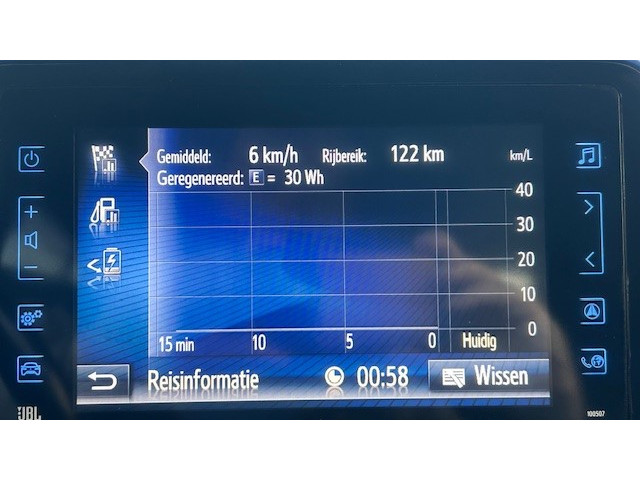 Gemiddeld: 6 km/h Rijbereik: 122 km km/L
Geregenereerd: E = 30 Wh
40
30
20
10
0
15 min 10 5 0 Huidig
Reisinformatie 00:58 Wissen
JBL
100507